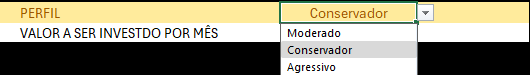 PERFIL Conservador
VALOR A SER INVESTDO POR MÊS
Moderado
Conservador
Agressivo